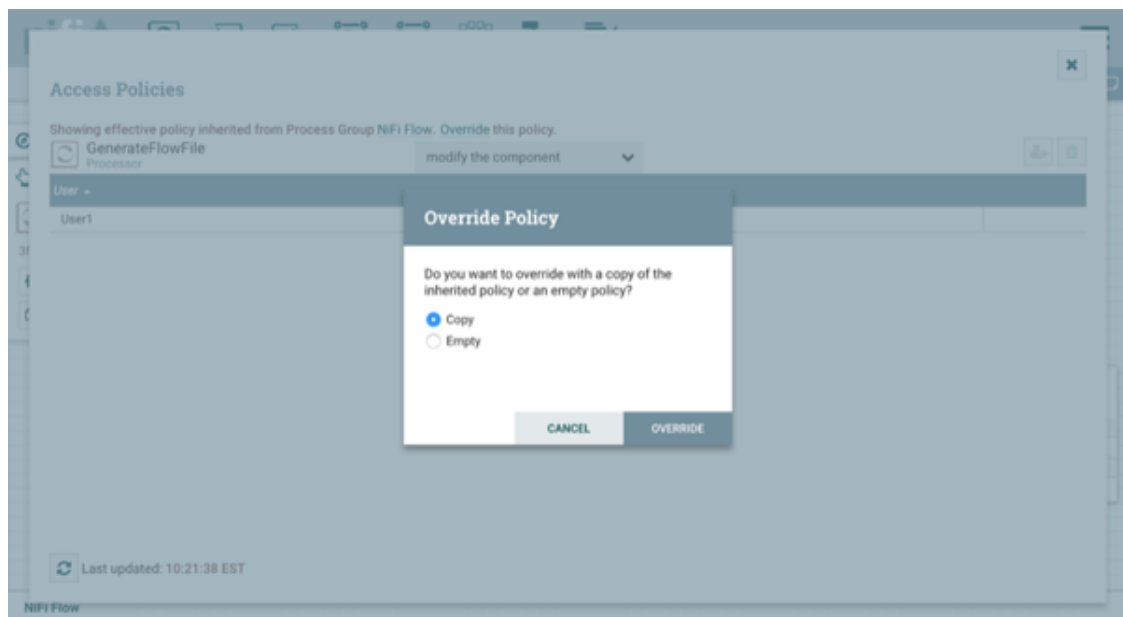 Access Policies
Showing effective policy inherited from Process Group NiFi Flow. Override this policy.
GenerateFlowFile
Processor
modify the component
User
User1
Override Policy
Do you want to override with a copy of the
inherited policy or an empty policy?
Copy
Empty
CANCEL
OVERRIDE
Last updated: 10:21:38 EST
NiFi Flow